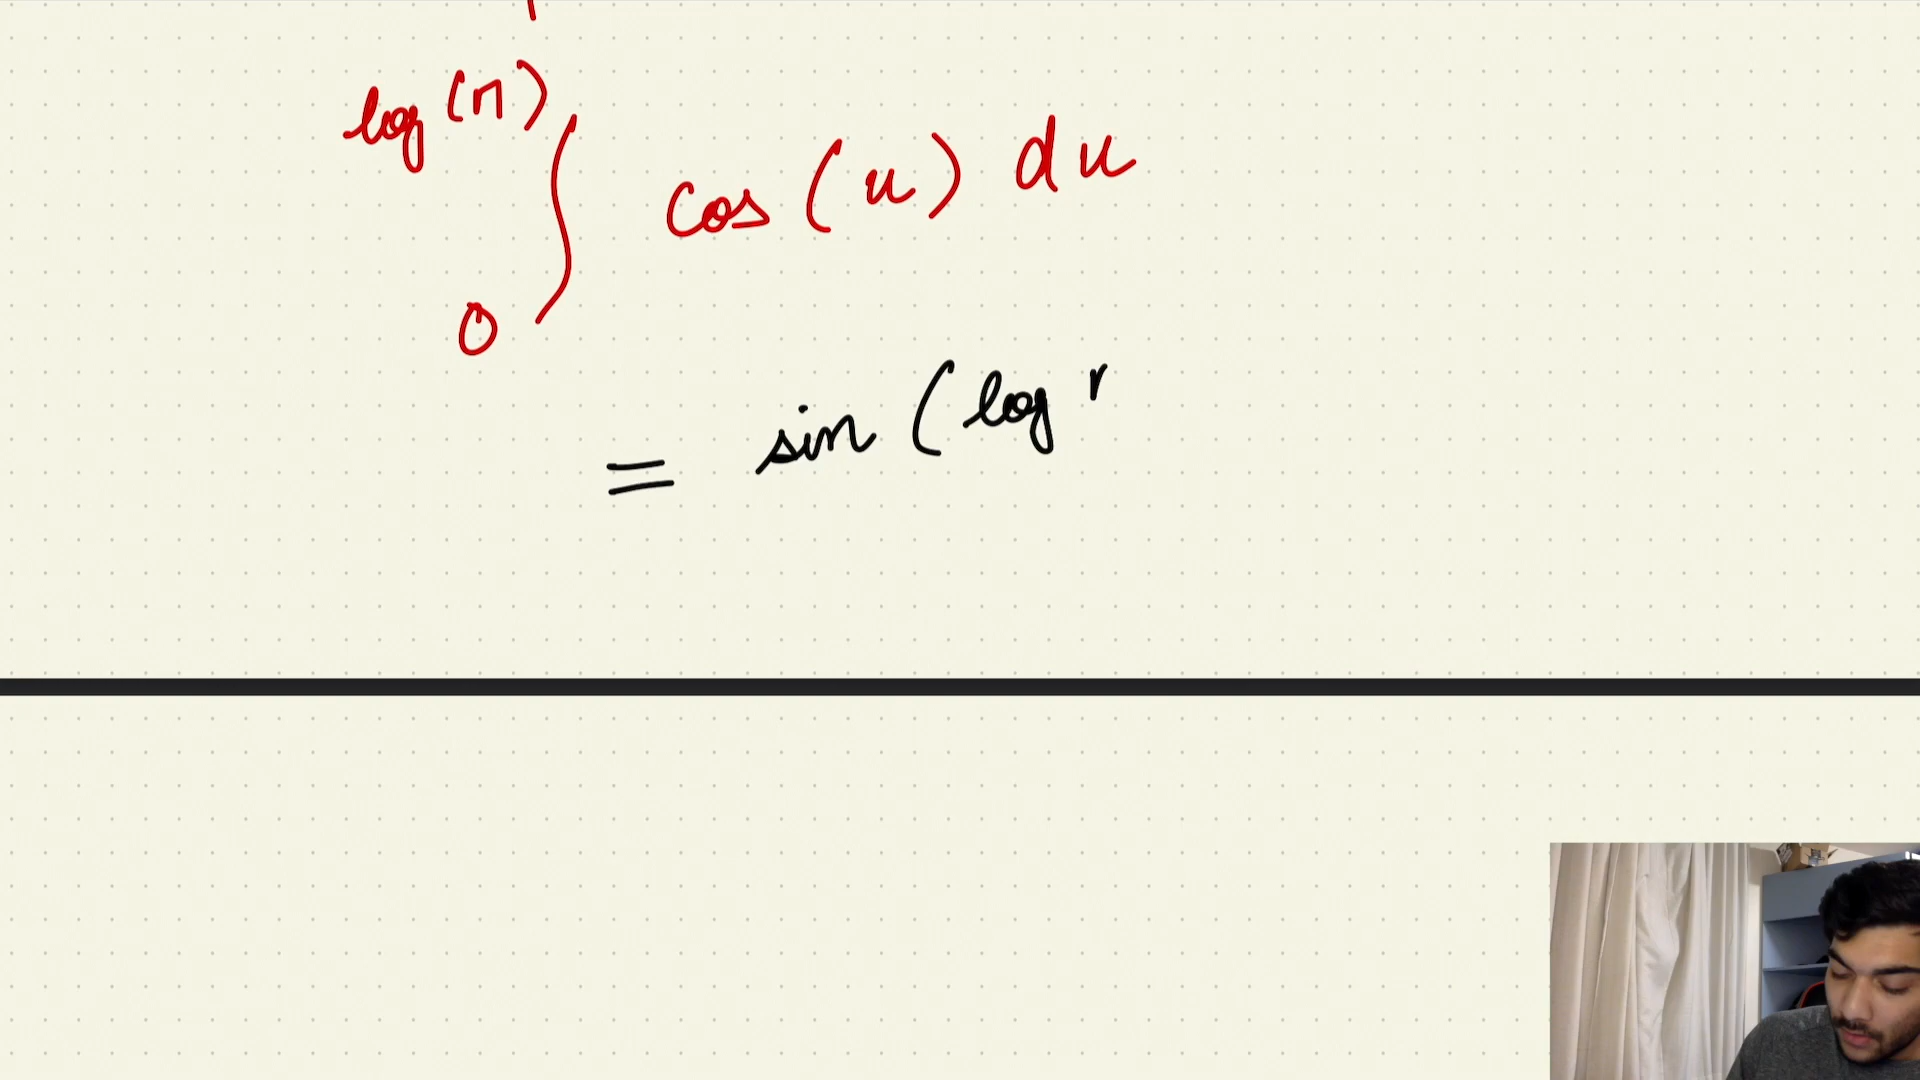 log(n)
∫ cos(u) du
0
= sin (log r